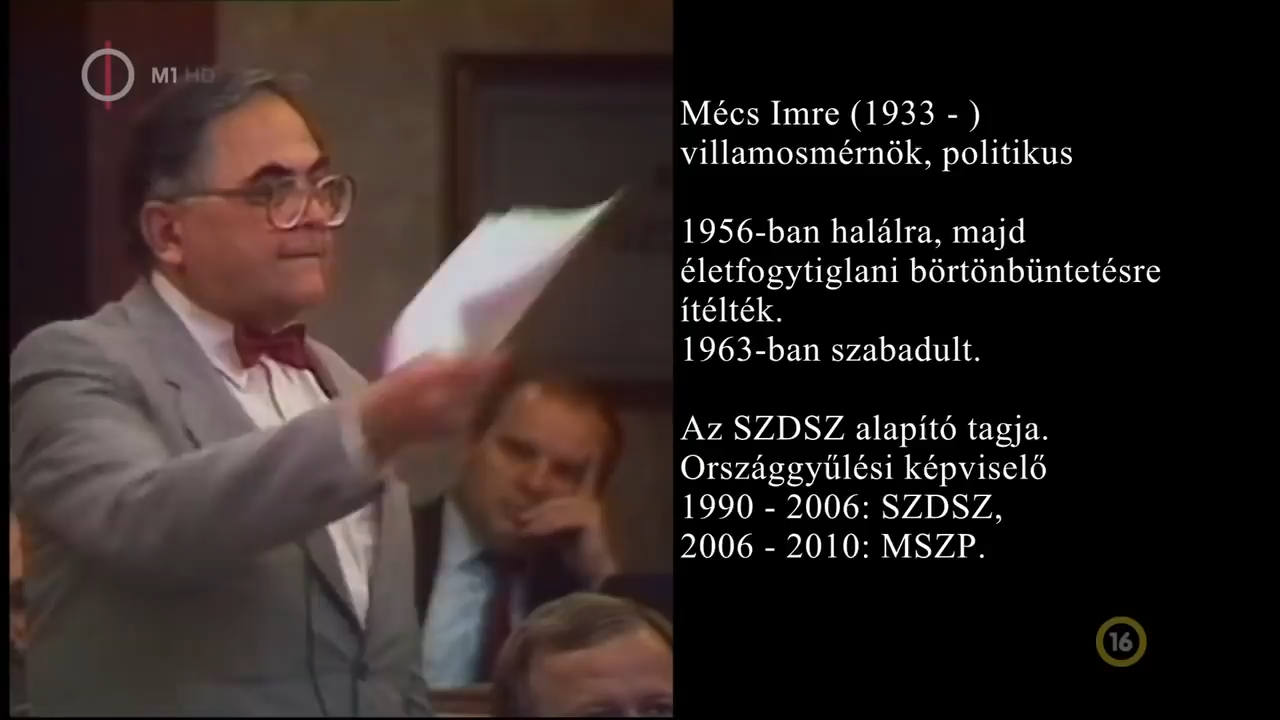 M1 HD
Mécs Imre (1933 - )
villamosmérnök, politikus
1956-ban halálra, majd
életfogytiglani börtönbüntetésre
ítélték.
1963-ban szabadult.
Az SZDSZ alapító tagja.
Országgyűlési képviselő
1990 - 2006: SZDSZ,
2006 - 2010: MSZP.
16